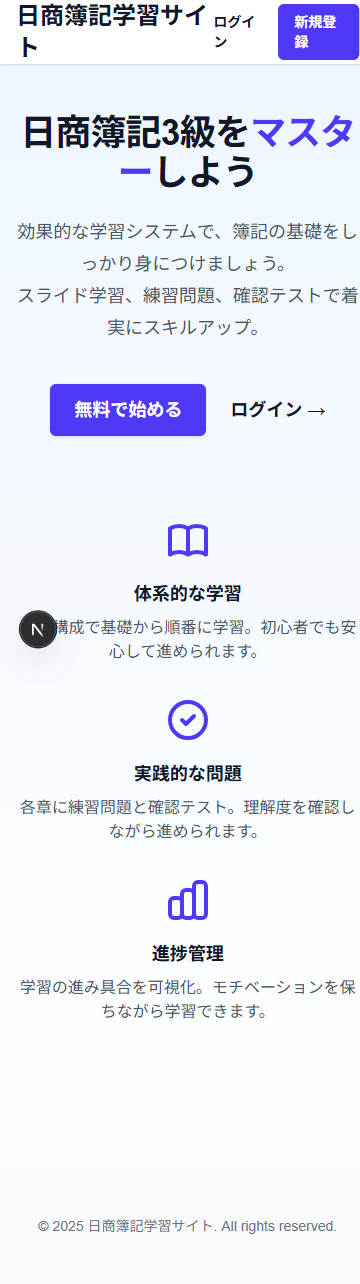 日商簿記学習サイ
ト
ログイ
ン
新規登
録
日商簿記3級をマスタ
ーしよう
効果的な学習システムで、簿記の基礎をし
っかり身につけましょう。
スライド学習、練習問題、確認テストで着
実にスキルアップ。
無料で始める
ログイン →
体系的な学習
N
構成で基礎から順番に学習。初心者でも安
心して進められます。
実践的な問題
各章に練習問題と確認テスト。理解度を確認し
ながら進められます。
進捗管理
学習の進み具合を可視化。モチベーションを保
ちながら学習できます。
© 2025 日商簿記学習サイト. All rights reserved.